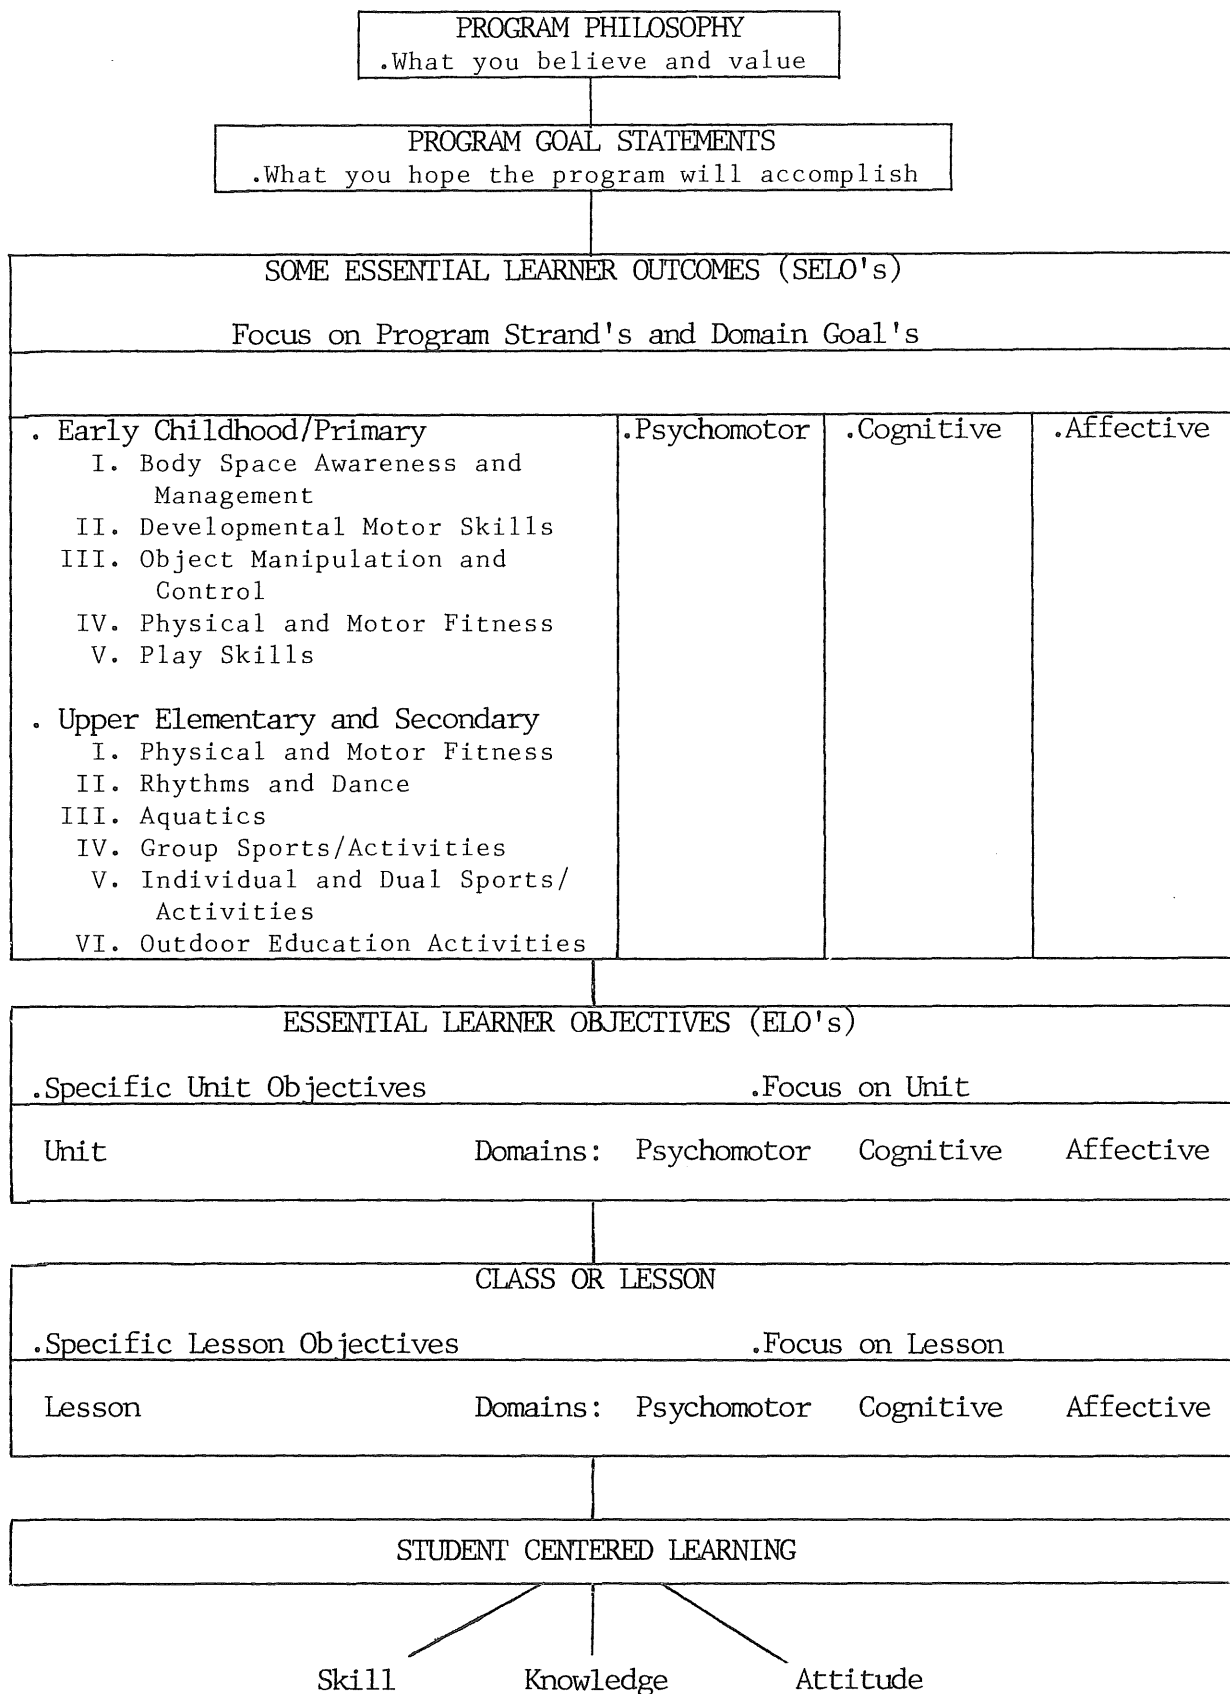 PROGRAM PHILOSOPHY
.What you believe and value
PROGRAM GOAL STATEMENTS
.What you hope the program will accomplish
SOME ESSENTIAL LEARNER OUTCOMES (SELO's)
Focus on Program Strand's and Domain Goal's
. Early Childhood/Primary
I. Body Space Awareness and
Management
II. Developmental Motor Skills
III. Object Manipulation and
Control
IV. Physical and Motor Fitness
V. Play Skills
. Upper Elementary and Secondary
I. Physical and Motor Fitness
II. Rhythms and Dance
III. Aquatics
IV. Group Sports/Activities
V. Individual and Dual Sports/
Activities
VI. Outdoor Education Activities
.Psychomotor
.Cognitive
.Affective
ESSENTIAL LEARNER OBJECTIVES (ELO's)
.Specific Unit Objectives .Focus on Unit
Unit Domains: Psychomotor Cognitive Affective
CLASS OR LESSON
.Specific Lesson Objectives .Focus on Lesson
Lesson Domains: Psychomotor Cognitive Affective
STUDENT CENTERED LEARNING
Skill Knowledge Attitude